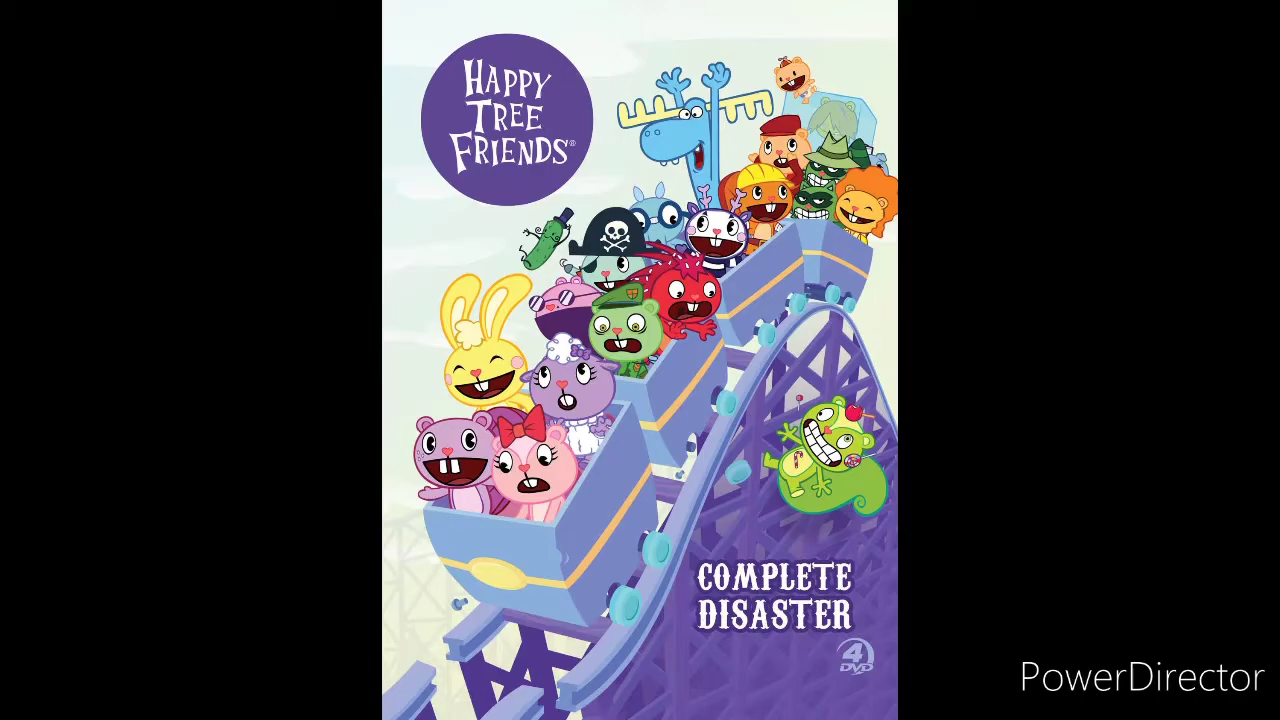 HAPPY
TREE
FRIENDS®
COMPLETE
DISASTER
4
DVD
PowerDirector